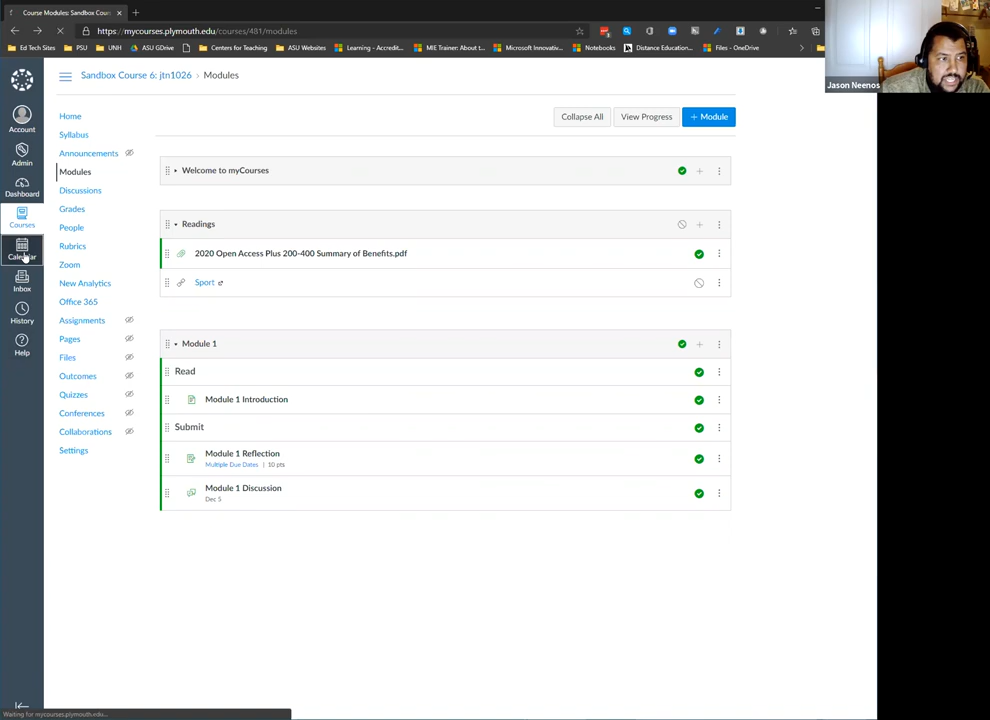 Course Modules: Sandbox Cours
https://mycourses.plymouth.edu/courses/481/modules
Ed Tech Sites
PSU
UNH
ASU GDrive
Centers for Teaching
ASU Websites
Learning - Accredit...
MIE Trainer: About t...
Microsoft Innovativ...
Notebooks
Distance Education...
Files - OneDrive
Jason Neenos
Account
Admin
Dashboard
Courses
Calendar
Inbox
History
Help
Sandbox Course 6: jtn1026 › Modules
Home
Syllabus
Announcements
Modules
Discussions
Grades
People
Rubrics
Zoom
New Analytics
Office 365
Assignments
Pages
Files
Outcomes
Quizzes
Conferences
Collaborations
Settings
Collapse All
View Progress
+ Module
Welcome to myCourses
Readings
2020 Open Access Plus 200-400 Summary of Benefits.pdf
Sport
Module 1
Read
Module 1 Introduction
Submit
Module 1 Reflection
Multiple Due Dates | 10 pts
Module 1 Discussion
Dec 5
Waiting for mycourses.plymouth.edu...